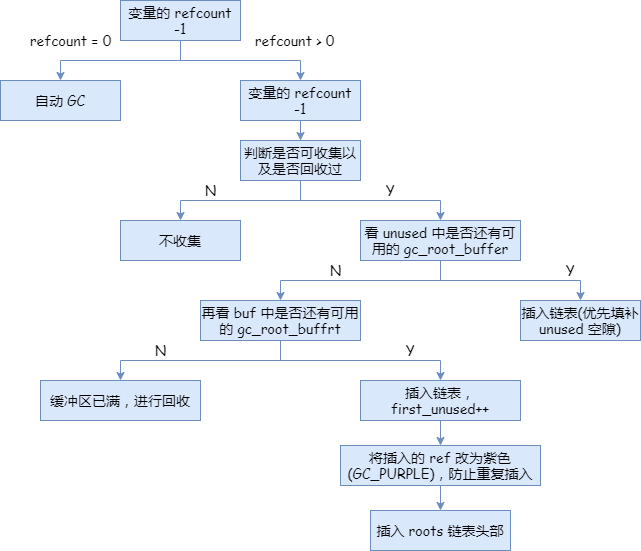 变量的 refcount
-1
refcount = 0
refcount > 0
自动 GC
变量的 refcount
-1
判断是否可收集以
及是否回收过
N
Y
不收集
看 unused 中是否还有可
用的 gc_root_buffer
N
Y
再看 buf 中是否还有可用
的 gc_root_buffrt
插入链表(优先填补
unused 空隙)
N
Y
缓冲区已满，进行回收
插入链表，
first_unused++
将插入的 ref 改为紫色
(GC_PURPLE)，防止重复插入
插入 roots 链表头部